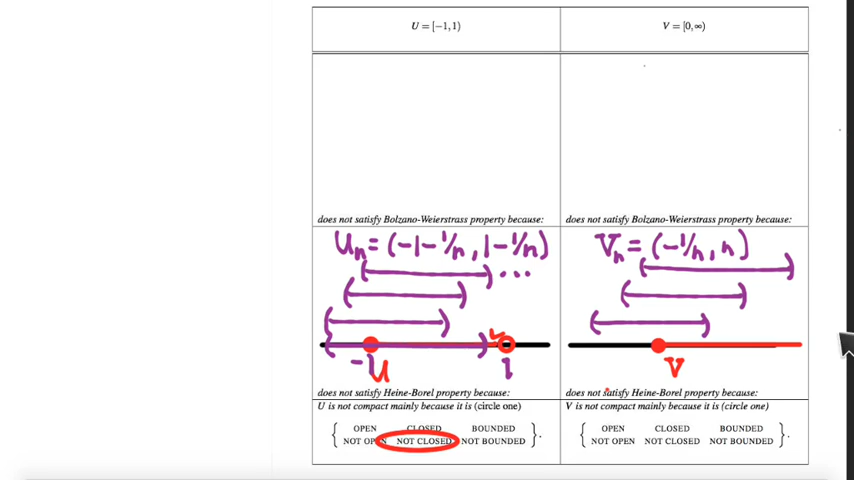 U = [−1,1)
V = [0,∞)
does not satisfy Bolzano-Weierstrass property because:
does not satisfy Bolzano-Weierstrass property because:
Uₙ = (-1-1/n, 1-1/n)
...
-1
U
1
Vₙ = (-1/n, n)
V
does not satisfy Heine-Borel property because:
does not satisfy Heine-Borel property because:
U is not compact mainly because it is (circle one)
OPEN CLOSED BOUNDED
NOT OPEN NOT CLOSED NOT BOUNDED
.
V is not compact mainly because it is (circle one)
OPEN CLOSED BOUNDED
NOT OPEN NOT CLOSED NOT BOUNDED
.